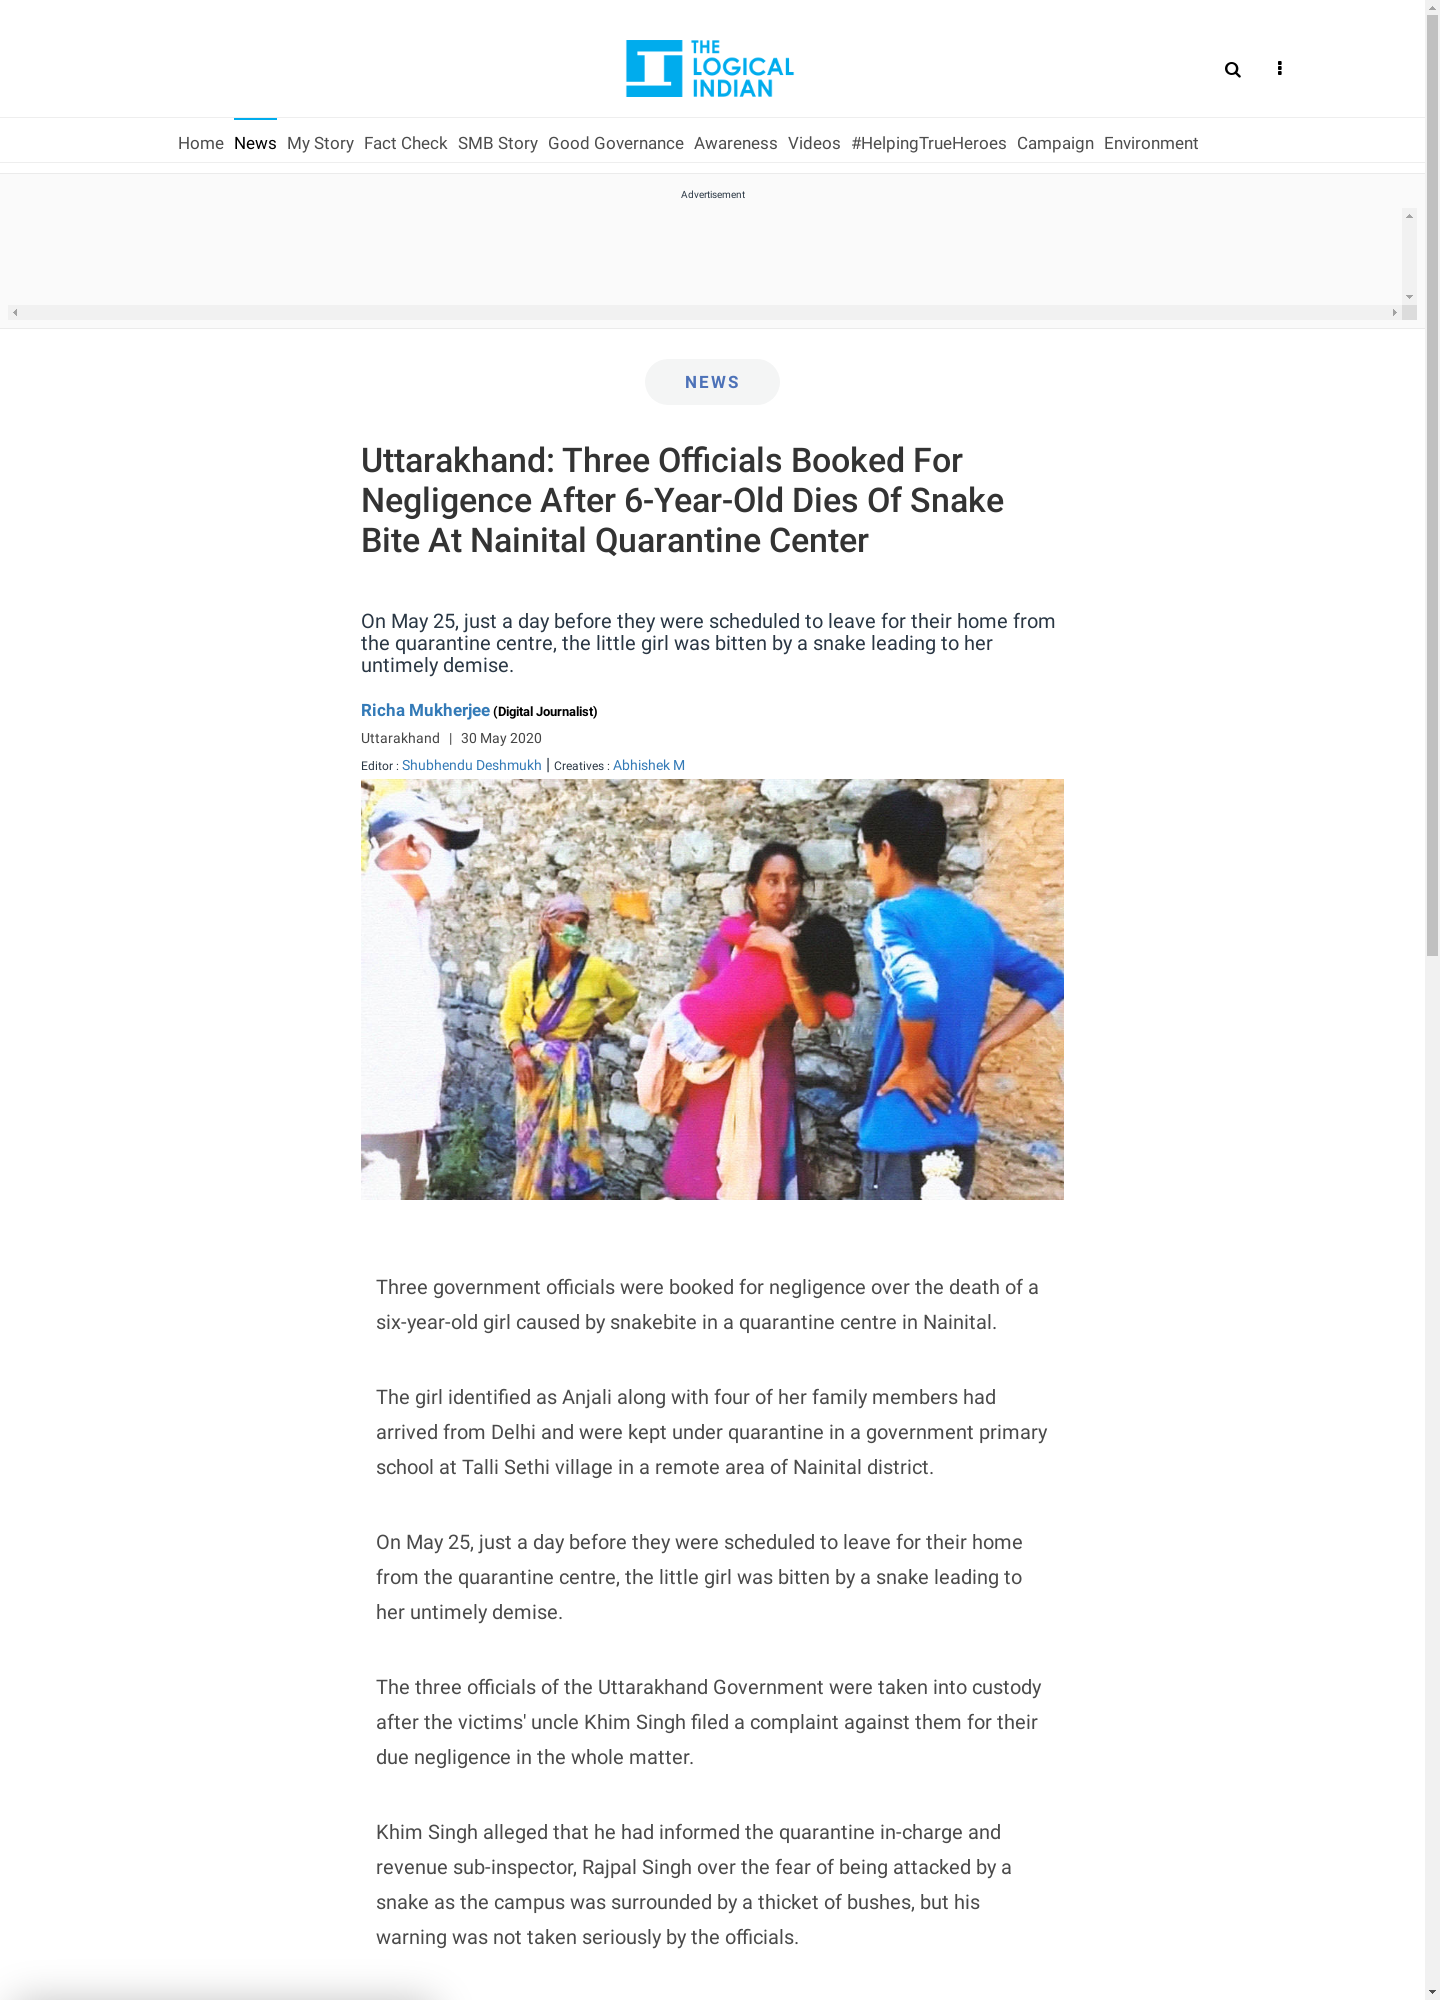 THE
LOGICAL
INDIAN
Home News My Story Fact Check SMB Story Good Governance Awareness Videos #HelpingTrueHeroes Campaign Environment
Advertisement
NEWS
Uttarakhand: Three Officials Booked For
Negligence After 6-Year-Old Dies Of Snake
Bite At Nainital Quarantine Center
On May 25, just a day before they were scheduled to leave for their home from
the quarantine centre, the little girl was bitten by a snake leading to her
untimely demise.
Richa Mukherjee (Digital Journalist)
Uttarakhand | 30 May 2020
Editor : Shubhendu Deshmukh | Creatives : Abhishek M
Three government officials were booked for negligence over the death of a
six-year-old girl caused by snakebite in a quarantine centre in Nainital.
The girl identified as Anjali along with four of her family members had
arrived from Delhi and were kept under quarantine in a government primary
school at Talli Sethi village in a remote area of Nainital district.
On May 25, just a day before they were scheduled to leave for their home
from the quarantine centre, the little girl was bitten by a snake leading to
her untimely demise.
The three officials of the Uttarakhand Government were taken into custody
after the victims' uncle Khim Singh filed a complaint against them for their
due negligence in the whole matter.
Khim Singh alleged that he had informed the quarantine in-charge and
revenue sub-inspector, Rajpal Singh over the fear of being attacked by a
snake as the campus was surrounded by a thicket of bushes, but his
warning was not taken seriously by the officials.